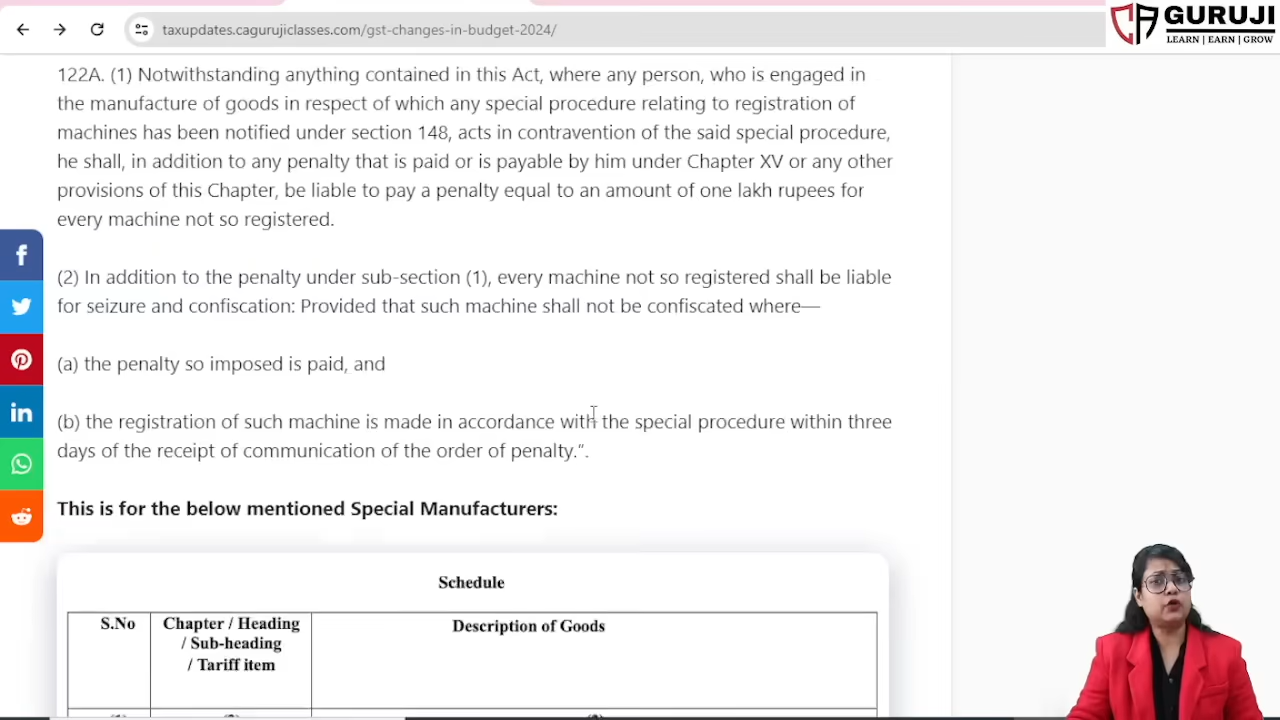 taxupdates.cagurujiclasses.com/gst-changes-in-budget-2024/
GURUJI
LEARN | EARN | GROW
122A. (1) Notwithstanding anything contained in this Act, where any person, who is engaged in
the manufacture of goods in respect of which any special procedure relating to registration of
machines has been notified under section 148, acts in contravention of the said special procedure,
he shall, in addition to any penalty that is paid or is payable by him under Chapter XV or any other
provisions of this Chapter, be liable to pay a penalty equal to an amount of one lakh rupees for
every machine not so registered.
(2) In addition to the penalty under sub-section (1), every machine not so registered shall be liable
for seizure and confiscation: Provided that such machine shall not be confiscated where—
(a) the penalty so imposed is paid, and
(b) the registration of such machine is made in accordance with the special procedure within three
days of the receipt of communication of the order of penalty.“.
This is for the below mentioned Special Manufacturers:
Schedule
S.No
Chapter / Heading
/ Sub-heading
/ Tariff item
Description of Goods